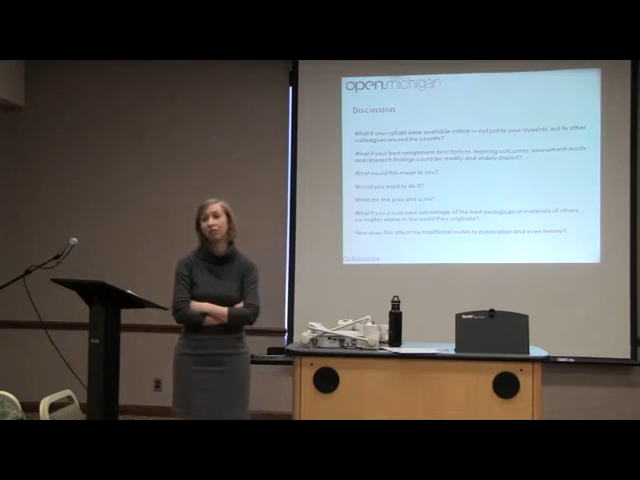 open.michigan
Discussion
What if your syllabi were available online — not just to your students, but to other
colleagues around the country?
What if your best assignment descriptions, learning outcomes, assessment results
and research findings could be readily and widely shared?
What would this mean to you?
Would you want to do it?
What are the pros and cons?
What if you could take advantage of the best pedagogical materials of others,
no matter where in the world they originate?
How does this affect the traditional routes to publication and even tenure?
Collaborate